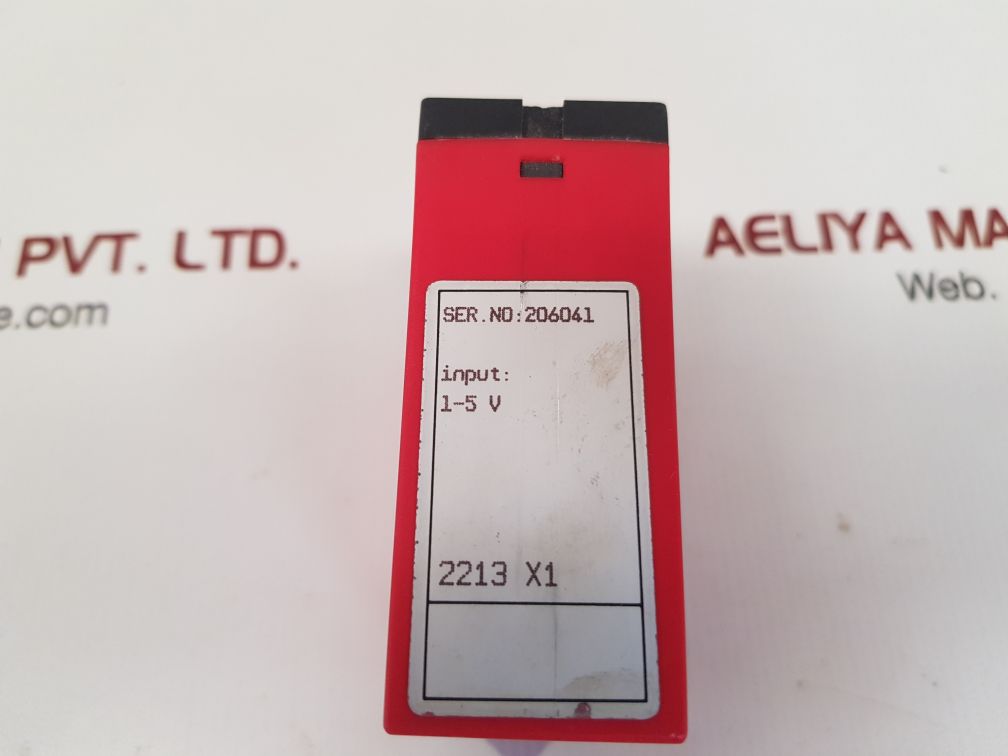 PVT. LTD.
e.com
AELIYA MA
Web.
SER.NO:206041
input:
1-5 V
2213 X1